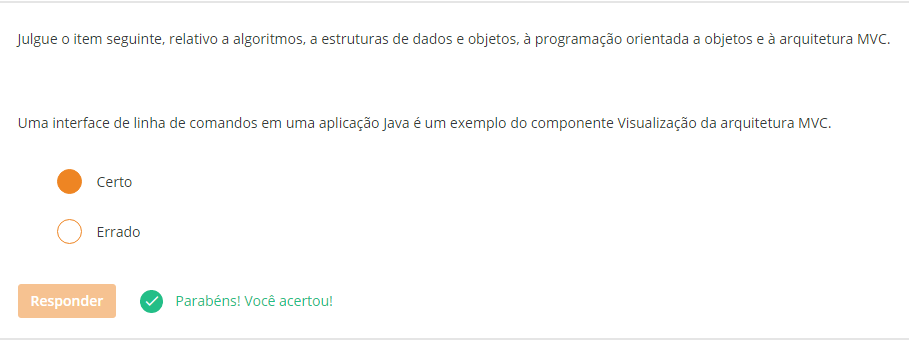 Julgue o item seguinte, relativo a algoritmos, a estruturas de dados e objetos, à programação orientada a objetos e à arquitetura MVC.
Uma interface de linha de comandos em uma aplicação Java é um exemplo do componente Visualização da arquitetura MVC.
Certo
Errado
Responder
Parabéns! Você acertou!